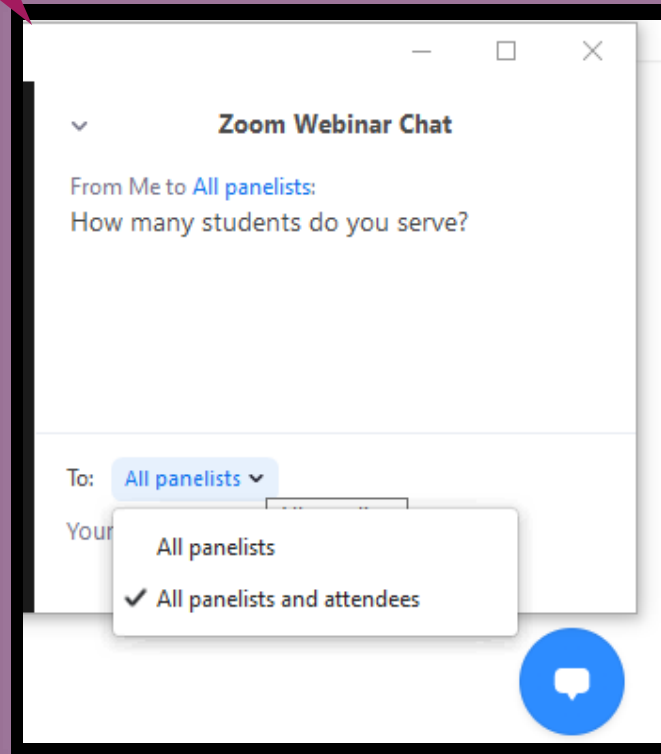 Zoom Webinar Chat
From Me to All panelists:
How many students do you serve?
To: All panelists
Your
All panelists
All panelists and attendees